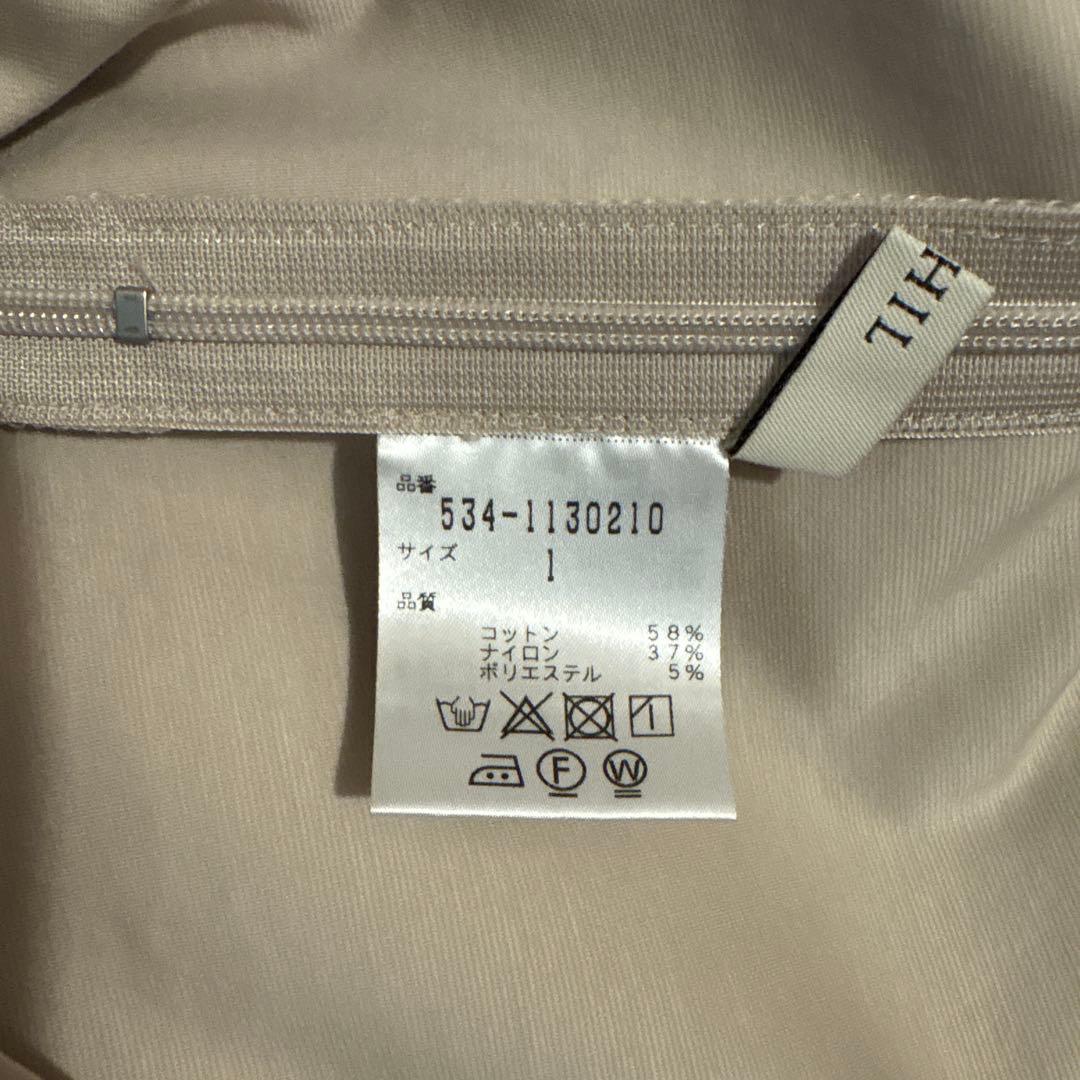 HIL
品番
534-1130210
サイズ
1
品質
コットン 58%
ナイロン 37%
ポリエステル 5%
F W